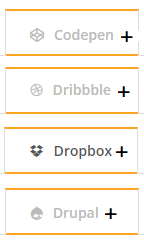 Codepen +
Dribbble +
Dropbox +
Drupal +